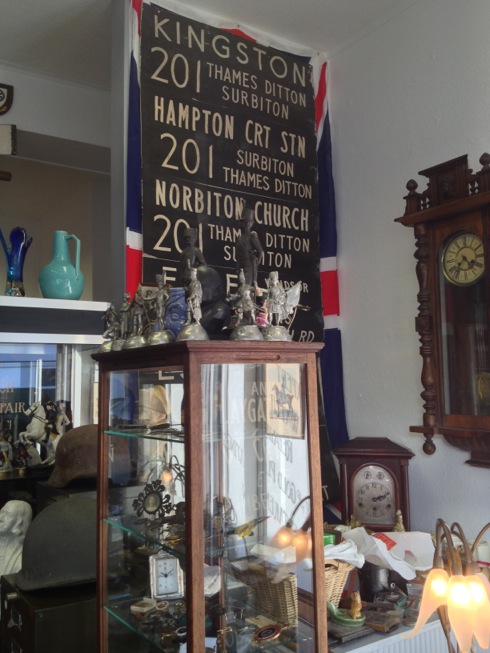 KINGSTON
201 THAMES DITTON
SURBITON
HAMPTON CRT STN
201 SURBITON
THAMES DITTON
NORBITON CHURCH
201 THAMES DITTON
SURBITON
RD